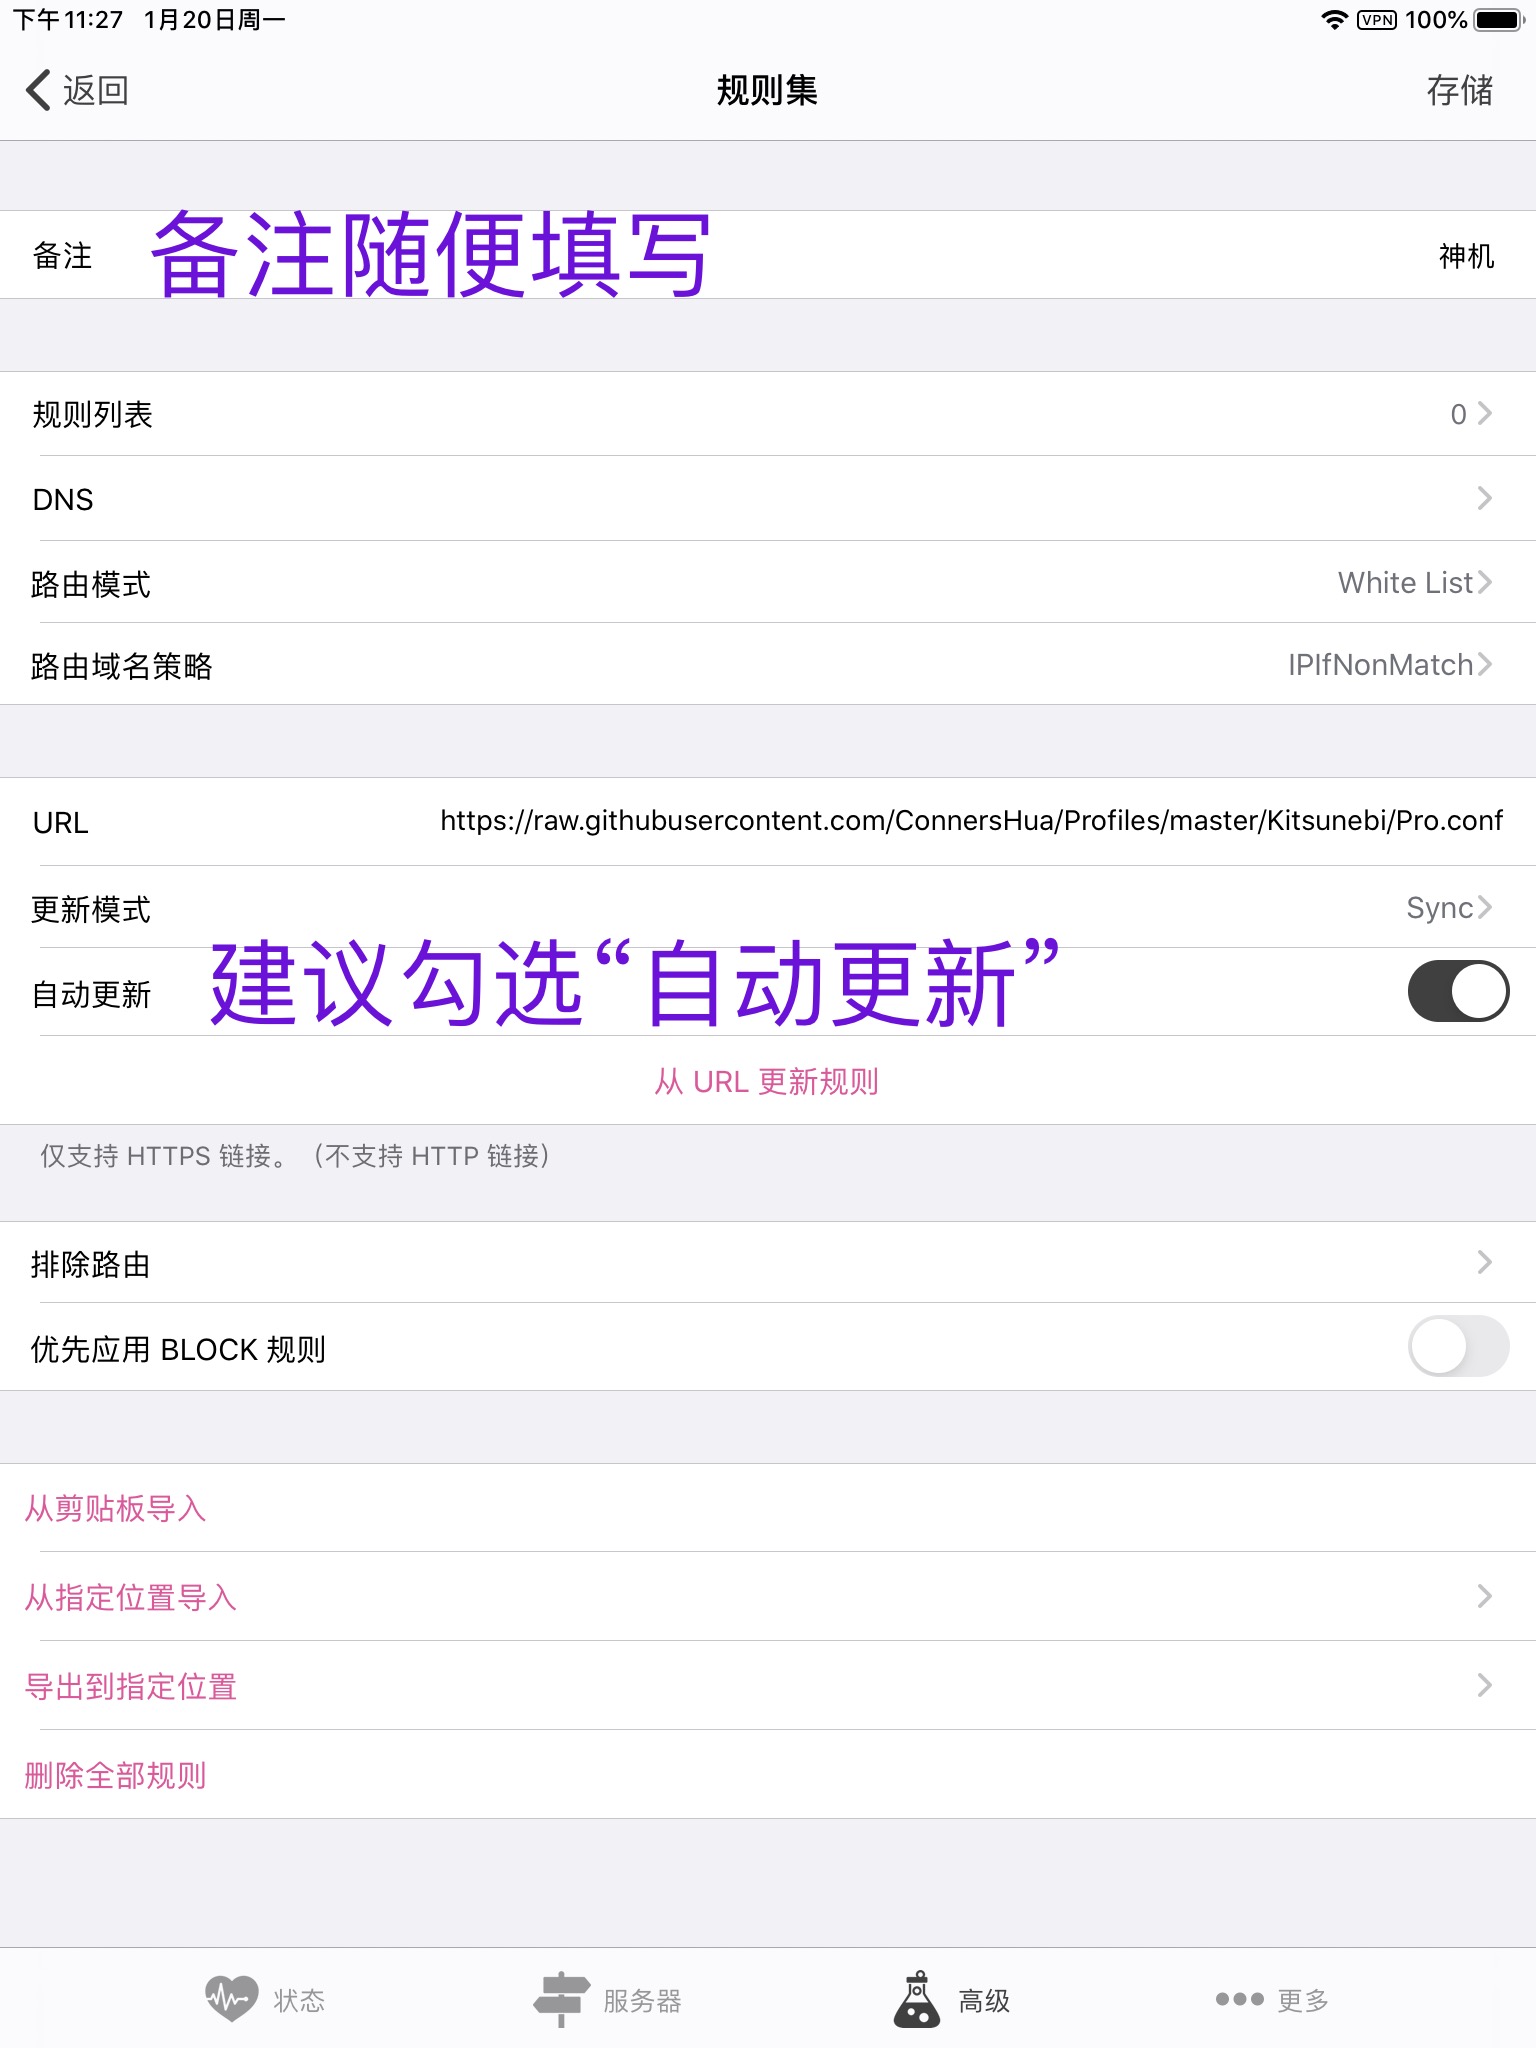 下午11:27 1月20日周一 VPN 100%
返回 规则集 存储
备注 备注随便填写 神机
规则列表 0
DNS
路由模式 White List
路由域名策略 IPIfNonMatch
URL https://raw.githubusercontent.com/ConnersHua/Profiles/master/Kitsunebi/Pro.conf
更新模式 Sync
自动更新 建议勾选“自动更新”
从 URL 更新规则
仅支持 HTTPS 链接。（不支持 HTTP 链接）
排除路由
优先应用 BLOCK 规则
从剪贴板导入
从指定位置导入
导出到指定位置
删除全部规则
状态 服务器 高级 更多